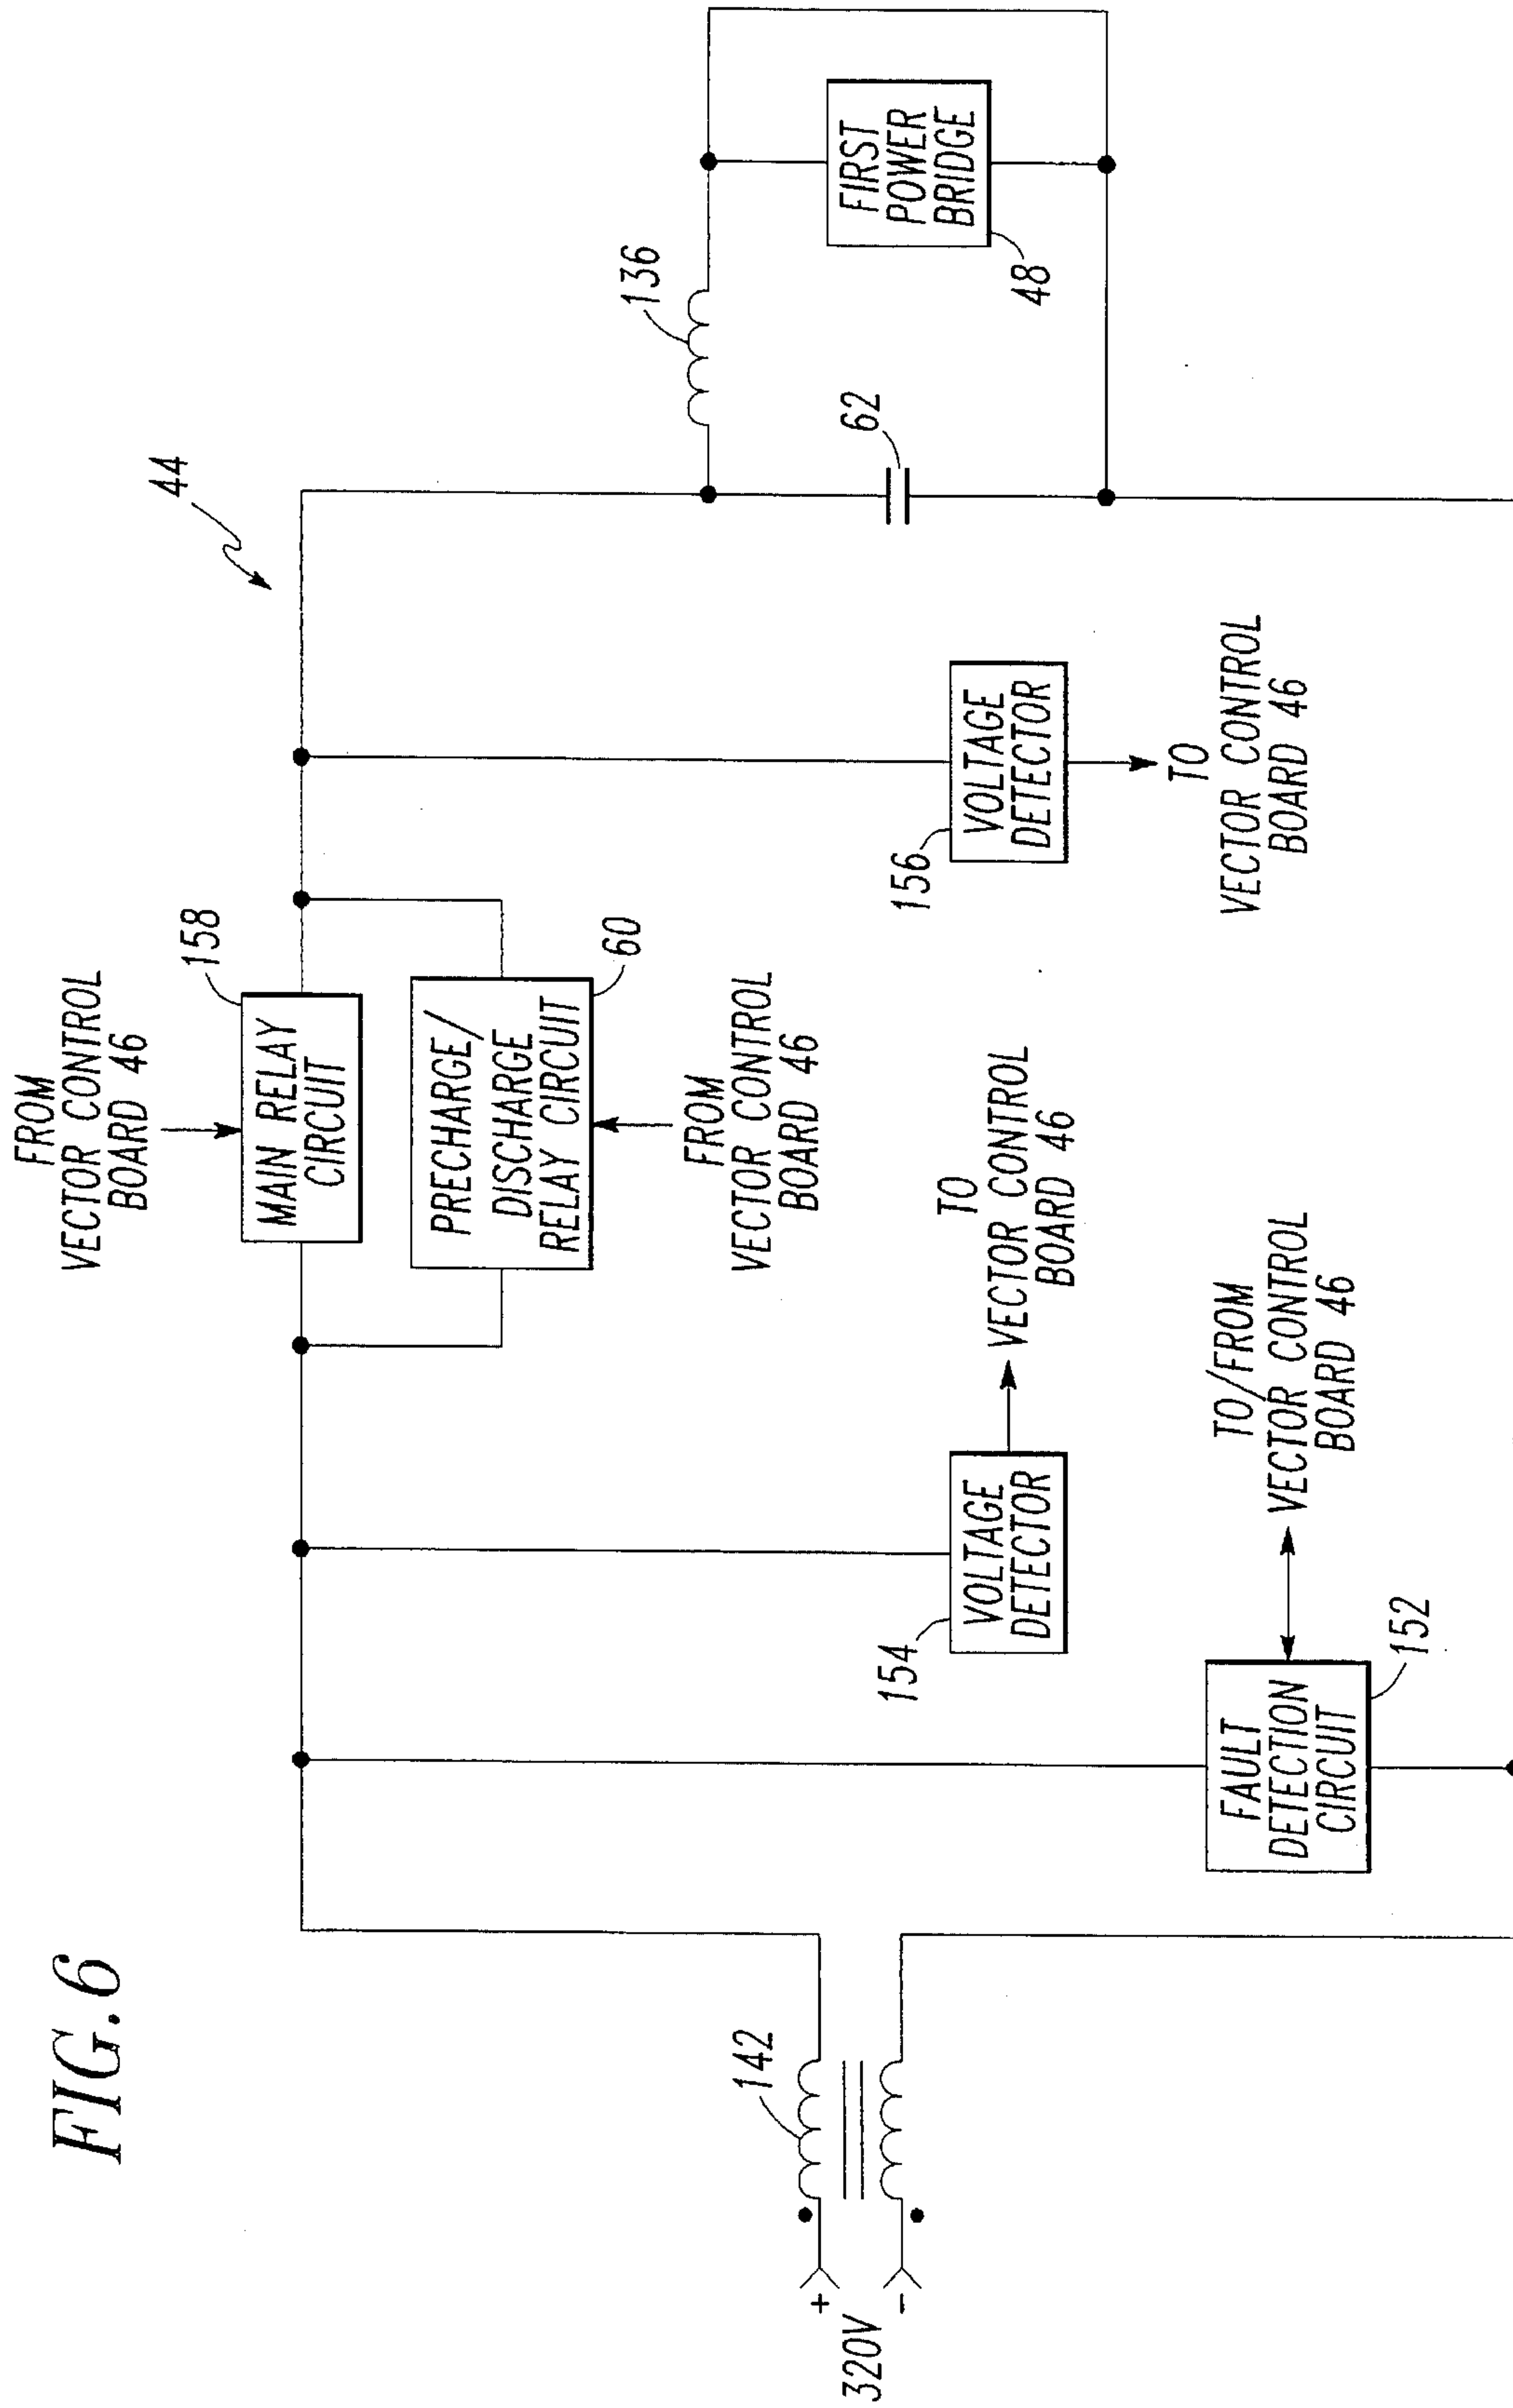 FIG. 6
44
FROM
VECTOR CONTROL
BOARD 46
158
MAIN RELAY
CIRCUIT
PRECHARGE/
DISCHARGE
RELAY CIRCUIT
60
FROM
VECTOR CONTROL
BOARD 46
136
62
FIRST
POWER
BRIDGE
48
142
+
320V
-
154
VOLTAGE
DETECTOR
TO
VECTOR CONTROL
BOARD 46
156
VOLTAGE
DETECTOR
TO
VECTOR CONTROL
BOARD 46
FAULT
DETECTION
CIRCUIT
152
TO/FROM
VECTOR CONTROL
BOARD 46